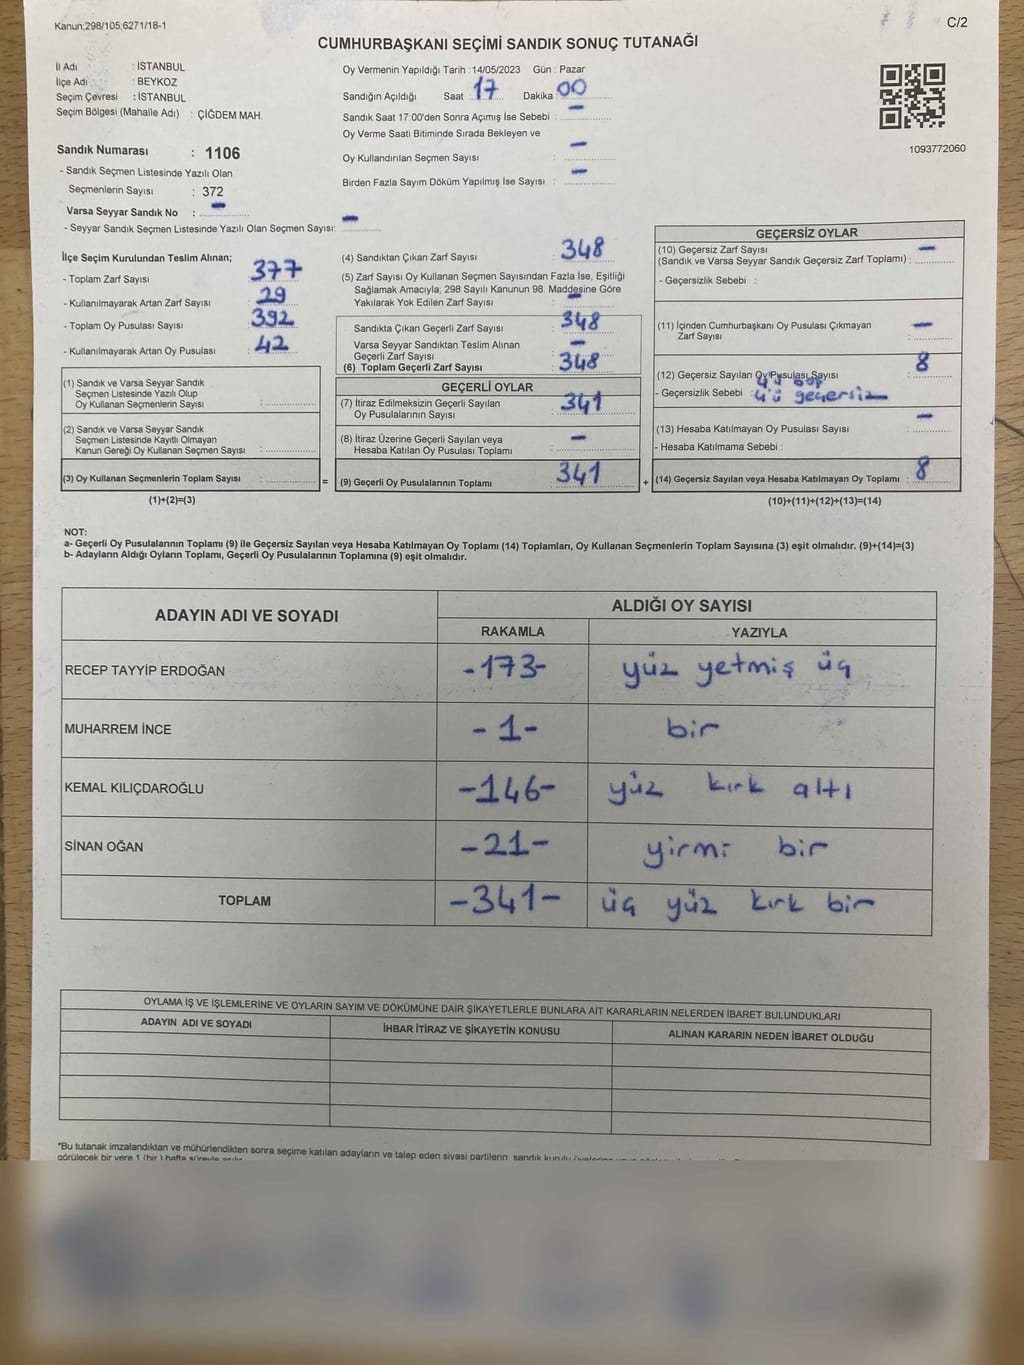 Kanun;298/105;6271/18-1
C/2
CUMHURBAŞKANI SEÇİMİ SANDIK SONUÇ TUTANAĞI
İl Adı : İSTANBUL
İlçe Adı : BEYKOZ
Seçim Çevresi : İSTANBUL
Seçim Bölgesi (Mahalle Adı) : ÇİĞDEM MAH.
Sandık Numarası : 1106
- Sandık Seçmen Listesinde Yazılı Olan
Seçmenlerin Sayısı : 372
Varsa Seyyar Sandık No : -
- Seyyar Sandık Seçmen Listesinde Yazılı Olan Seçmen Sayısı: -
Oy Vermenin Yapıldığı Tarih : 14/05/2023 Gün : Pazar
Sandığın Açıldığı Saat : 17 Dakika : 00
Sandık Saat 17:00'den Sonra Açımış İse Sebebi : -
Oy Verme Saati Bitiminde Sırada Bekleyen ve
Oy Kullandırılan Seçmen Sayısı : -
Birden Fazla Sayım Döküm Yapılmış İse Sayısı : -
1093772060
İlçe Seçim Kurulundan Teslim Alınan;
- Toplam Zarf Sayısı : 377
- Kullanılmayarak Artan Zarf Sayısı : 29
- Toplam Oy Pusulası Sayısı : 392
- Kullanılmayarak Artan Oy Pusulası : 42
(1) Sandık ve Varsa Seyyar Sandık
Seçmen Listesinde Yazılı Olup
Oy Kullanan Seçmenlerin Sayısı :
(2) Sandık ve Varsa Seyyar Sandık
Seçmen Listesinde Kayıtlı Olmayan
Kanun Gereği Oy Kullanan Seçmen Sayısı :
(3) Oy Kullanan Seçmenlerin Toplam Sayısı : =
(1)+(2)=(3)
(4) Sandıktan Çıkan Zarf Sayısı : 348
(5) Zarf Sayısı Oy Kullanan Seçmen Sayısından Fazla İse, Eşitliği
Sağlamak Amacıyla; 298 Sayılı Kanunun 98. Maddesine Göre
Yakılarak Yok Edilen Zarf Sayısı : -
Sandıkta Çıkan Geçerli Zarf Sayısı : 348
Varsa Seyyar Sandıktan Teslim Alınan
Geçerli Zarf Sayısı : -
(6) Toplam Geçerli Zarf Sayısı : 348
GEÇERLİ OYLAR
(7) İtiraz Edilmeksizin Geçerli Sayılan
Oy Pusulalarının Sayısı : 341
(8) İtiraz Üzerine Geçerli Sayılan veya
Hesaba Katılan Oy Pusulası Toplamı : -
(9) Geçerli Oy Pusulalarının Toplamı : 341 +
GEÇERSİZ OYLAR
(10) Geçersiz Zarf Sayısı
(Sandık ve Varsa Seyyar Sandık Geçersiz Zarf Toplamı) : -
- Geçersizlik Sebebi :
(11) İçinden Cumhurbaşkanı Oy Pusulası Çıkmayan
Zarf Sayısı : -
(12) Geçersiz Sayılan Oy Pusulası Sayısı : 8
4'ü boş
- Geçersizlik Sebebi : 4'ü geçersiz
(13) Hesaba Katılmayan Oy Pusulası Sayısı : -
- Hesaba Katılmama Sebebi :
(14) Geçersiz Sayılan veya Hesaba Katılmayan Oy Toplamı : 8
(10)+(11)+(12)+(13)=(14)
NOT:
a- Geçerli Oy Pusulalarının Toplamı (9) ile Geçersiz Sayılan veya Hesaba Katılmayan Oy Toplamı (14) Toplamları, Oy Kullanan Seçmenlerin Toplam Sayısına (3) eşit olmalıdır. (9)+(14)=(3)
b- Adayların Aldığı Oyların Toplamı, Geçerli Oy Pusulalarının Toplamına (9) eşit olmalıdır.
ADAYIN ADI VE SOYADI ALDIĞI OY SAYISI
RAKAMLA YAZIYLA
RECEP TAYYİP ERDOĞAN -173- yüz yetmiş üç
MUHARREM İNCE -1- bir
KEMAL KILIÇDAROĞLU -146- yüz kırk altı
SİNAN OĞAN -21- yirmi bir
TOPLAM -341- üç yüz kırk bir
OYLAMA İŞ VE İŞLEMLERİNE VE OYLARIN SAYIM VE DÖKÜMÜNE DAİR ŞİKAYETLERLE BUNLARA AİT KARARLARIN NELERDEN İBARET BULUNDUKLARI
ADAYIN ADI VE SOYADI İHBAR İTİRAZ VE ŞİKAYETİN KONUSU ALINAN KARARIN NEDEN İBARET OLDUĞU
*Bu tutanak imzalandıktan ve mühürlendikten sonra seçime katılan adayların ve talep eden siyasi partilerin sandık kurulu
görülecek bir yere 1 (bir) hafta süreyle